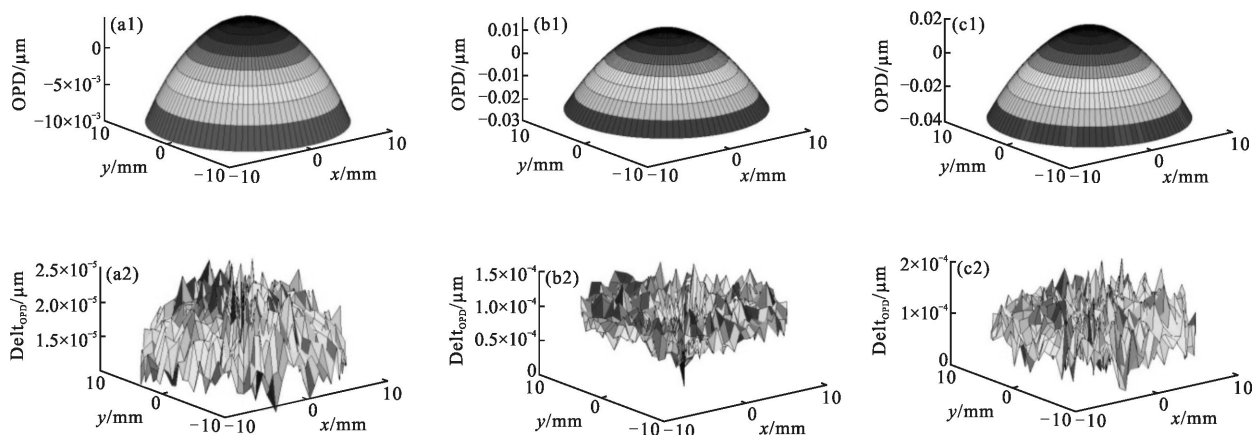 (a1)
OPD/μm
0
−5×10⁻³
−10×10⁻³
10
0
−10
y/mm
−10
0
10
x/mm
(b1)
OPD/μm
0.01
0
−0.01
−0.02
−0.03
10
0
−10
y/mm
−10
0
10
x/mm
(c1)
OPD/μm
0.02
0
−0.02
−0.04
10
0
−10
y/mm
−10
0
10
x/mm
(a2)
Delt_OPD/μm
2.5×10⁻⁵
2.0×10⁻⁵
1.5×10⁻⁵
10
0
−10
y/mm
−10
0
10
x/mm
(b2)
Delt_OPD/μm
1.5×10⁻⁴
1.0×10⁻⁴
0.5×10⁻⁴
0
10
0
−10
y/mm
−10
0
10
x/mm
(c2)
Delt_OPD/μm
2×10⁻⁴
1×10⁻⁴
0
10
0
−10
y/mm
−10
0
10
x/mm